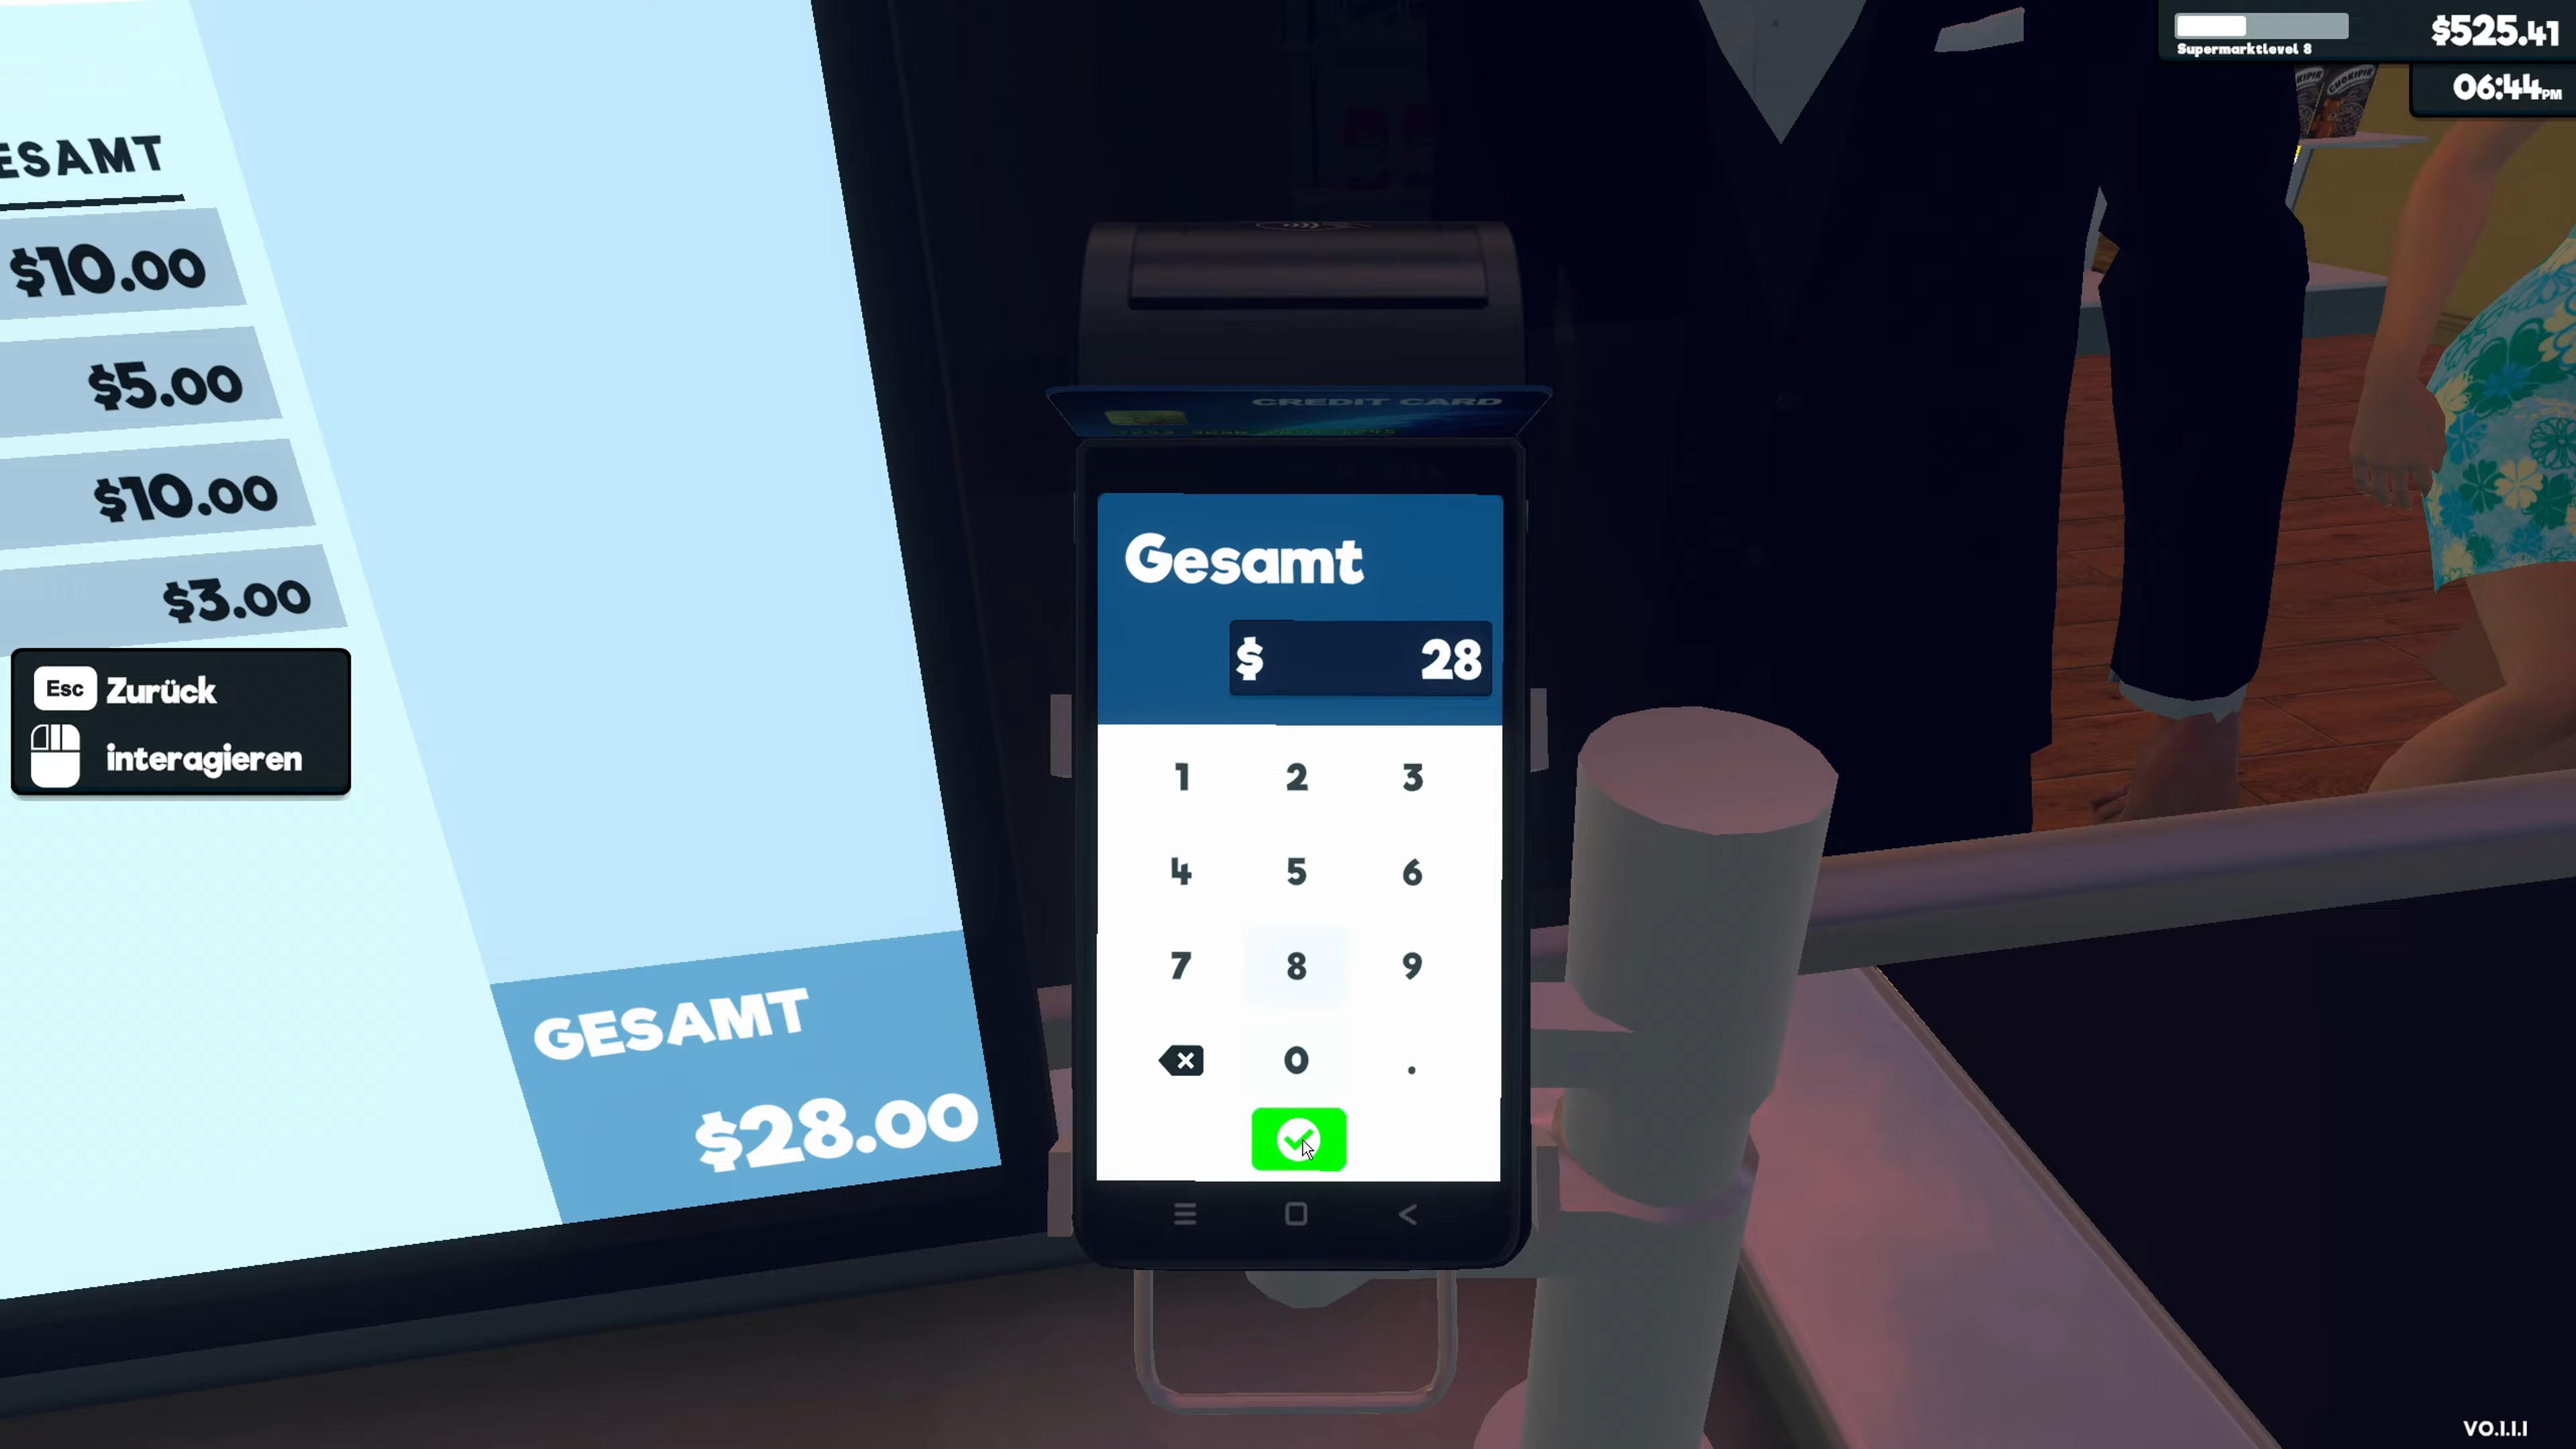 $525.41
Supermarktlevel 8
06:44PM
ESAMT
$10.00
$5.00
$10.00
$3.00
Esc Zurück
interagieren
GESAMT
$28.00
CREDIT CARD
Gesamt
$ 28
1 2 3
4 5 6
7 8 9
0 .
V0.1.1.1